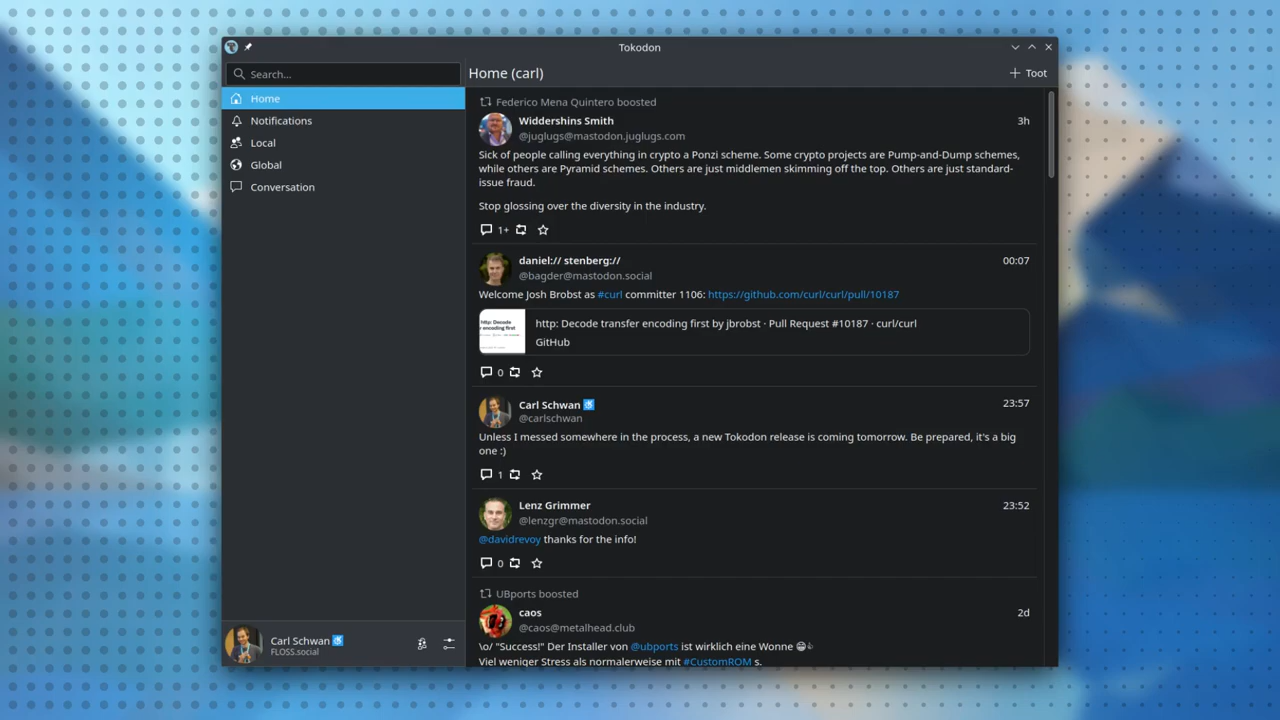 Tokodon
Search...
Home (carl)
Toot
Home
Notifications
Local
Global
Conversation
Federico Mena Quintero boosted
Widdershins Smith
3h
@juglugs@mastodon.juglugs.com
Sick of people calling everything in crypto a Ponzi scheme. Some crypto projects are Pump-and-Dump schemes,
while others are Pyramid schemes. Others are just middlemen skimming off the top. Others are just standard-
issue fraud.
Stop glossing over the diversity in the industry.
1+
daniel:// stenberg://
00:07
@bagder@mastodon.social
Welcome Josh Brobst as #curl committer 1106: https://github.com/curl/curl/pull/10187
http: Decode
r encoding first
http: Decode transfer encoding first by jbrobst · Pull Request #10187 · curl/curl
GitHub
0
Carl Schwan
23:57
@carlschwan
Unless I messed somewhere in the process, a new Tokodon release is coming tomorrow. Be prepared, it's a big
one :)
1
Lenz Grimmer
23:52
@lenzgr@mastodon.social
@davidrevoy thanks for the info!
0
UBports boosted
caos
2d
@caos@metalhead.club
\o/ "Success!" Der Installer von @ubports ist wirklich eine Wonne 😁👍
Viel weniger Stress als normalerweise mit #CustomROM s.
Carl Schwan
FLOSS.social